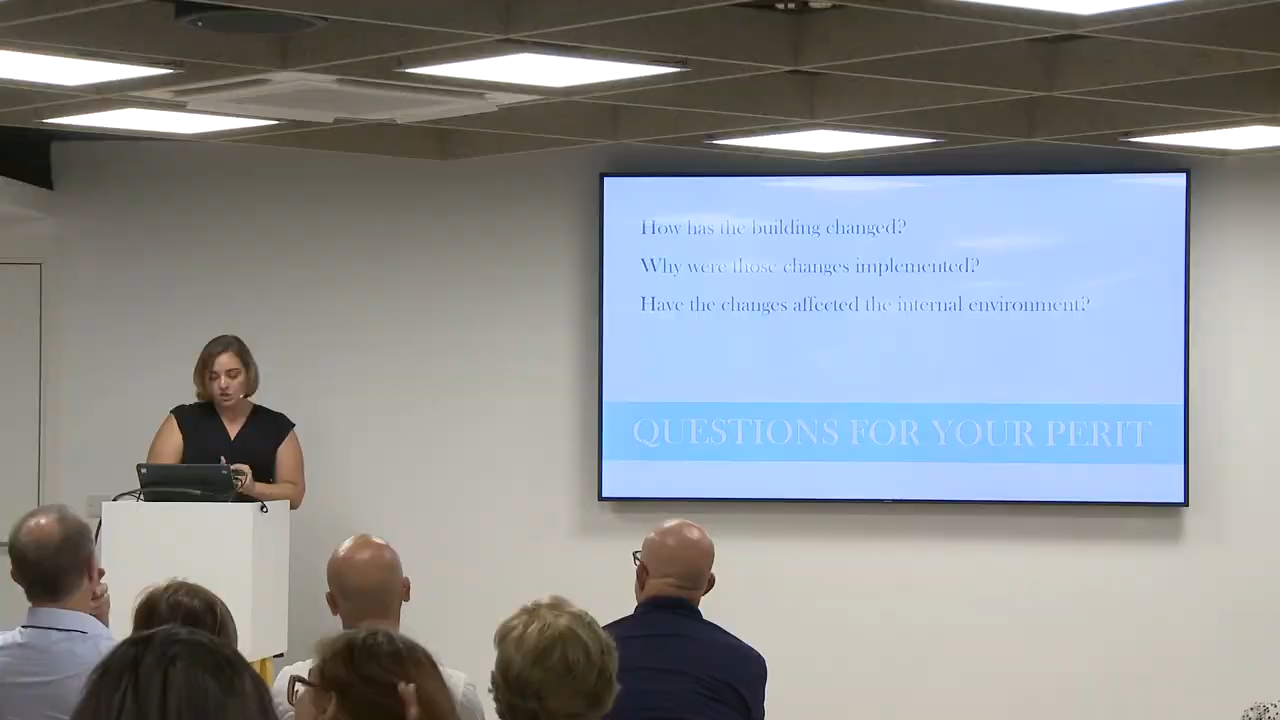 How has the building changed?
Why were those changes implemented?
Have the changes affected the internal environment?
QUESTIONS FOR YOUR PERIT